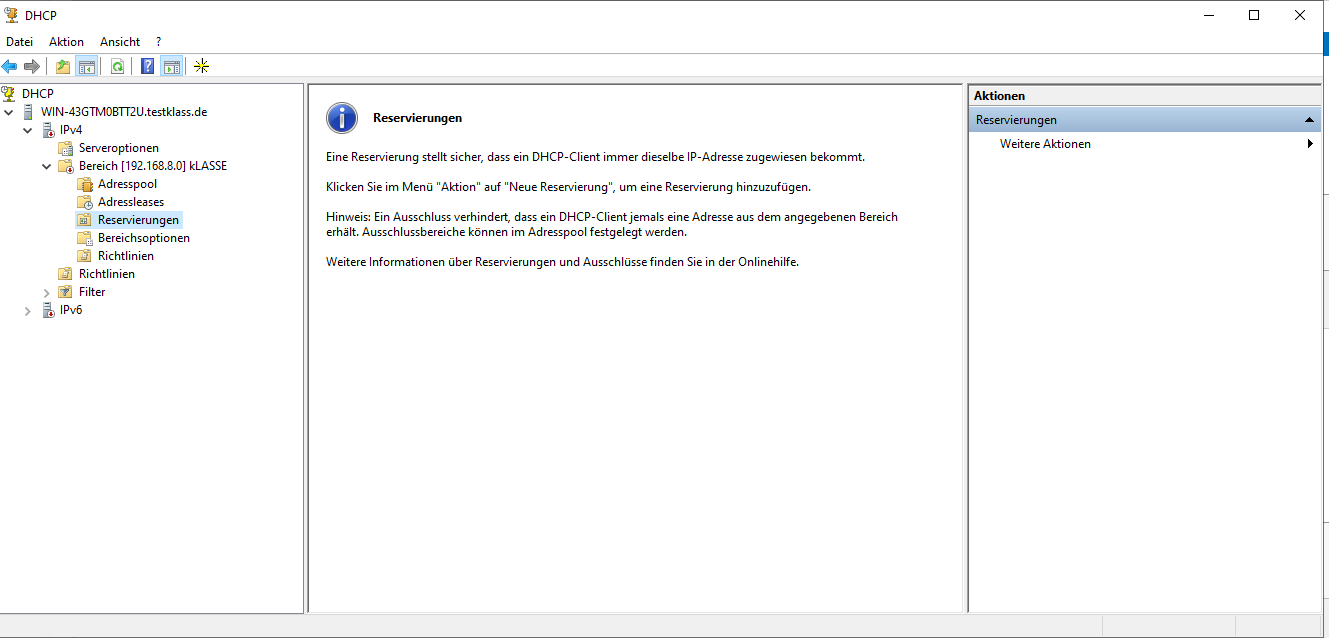 DHCP
Datei Aktion Ansicht ?
DHCP
WIN-43GTM0BTT2U.testklass.de
IPv4
Serveroptionen
Bereich [192.168.8.0] kLASSE
Adresspool
Adressleases
Reservierungen
Bereichsoptionen
Richtlinien
Richtlinien
Filter
IPv6
Reservierungen
Eine Reservierung stellt sicher, dass ein DHCP-Client immer dieselbe IP-Adresse zugewiesen bekommt.
Klicken Sie im Menü "Aktion" auf "Neue Reservierung", um eine Reservierung hinzuzufügen.
Hinweis: Ein Ausschluss verhindert, dass ein DHCP-Client jemals eine Adresse aus dem angegebenen Bereich
erhält. Ausschlussbereiche können im Adresspool festgelegt werden.
Weitere Informationen über Reservierungen und Ausschlüsse finden Sie in der Onlinehilfe.
Aktionen
Reservierungen
Weitere Aktionen